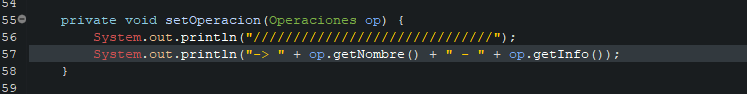 54
55 private void setOperacion(Operaciones op) {
56 System.out.println("//////////////////////////////");
57 System.out.println("-> " + op.getNombre() + " - " + op.getInfo());
58 }
59